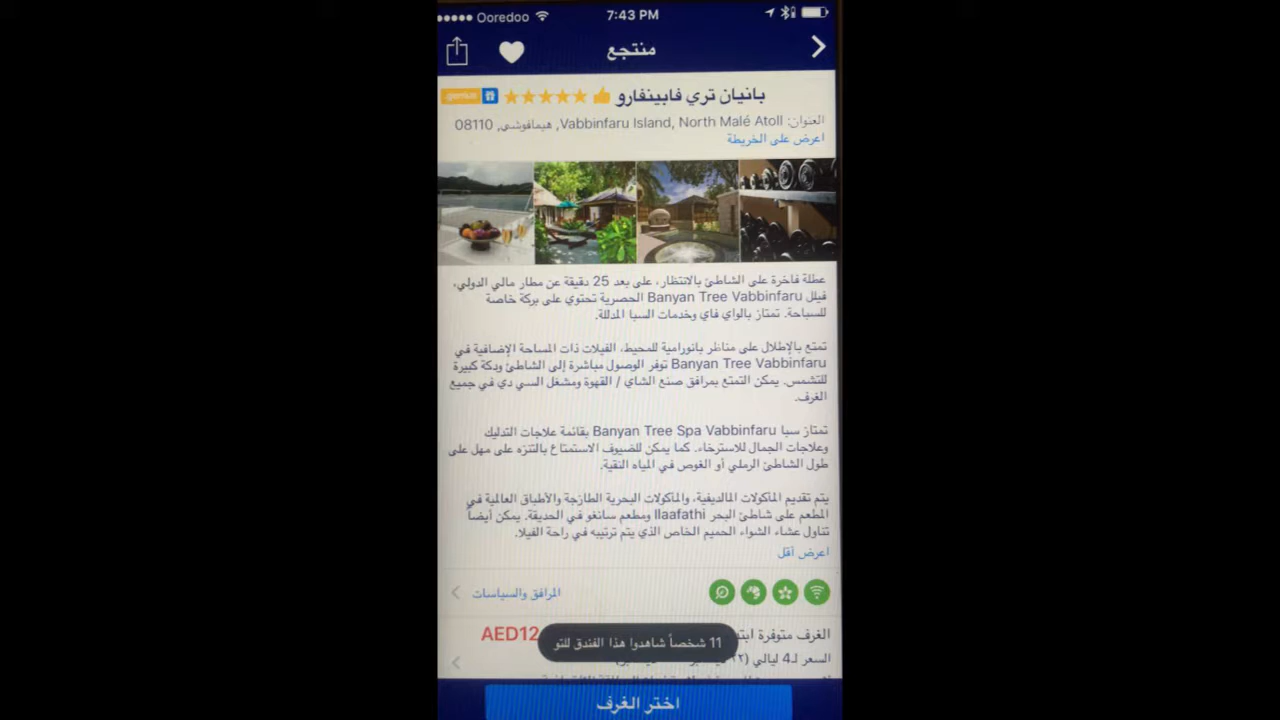 Ooredoo 7:43 PM
منتجع
بانيان تري فابينفارو
genius
العنوان: Vabbinfaru Island, North Malé Atoll, هيمافوشي, 08110
اعرض على الخريطة
عطلة فاخرة على الشاطئ بالانتظار، على بعد 25 دقيقة عن مطار مالي الدولي،
فيلل Banyan Tree Vabbinfaru الحصرية تحتوي على بركة خاصة
للسباحة. تمتاز بالواي فاي وخدمات السبا المدللة.
تمتع بالإطلال على مناظر بانورامية للمحيط، الفيلات ذات المساحة الإضافية في
Banyan Tree Vabbinfaru توفر الوصول مباشرة إلى الشاطئ ودكة كبيرة
للتشمس. يمكن التمتع بمرافق صنع الشاي / القهوة ومشغل السي دي في جميع
الغرف.
تمتاز سبا Banyan Tree Spa Vabbinfaru بقائمة علاجات التدليك
وعلاجات الجمال للاسترخاء. كما يمكن للضيوف الاستمتاع بالتنزه على مهل على
طول الشاطئ الرملي أو الغوص في المياه النقية.
يتم تقديم المأكولات المالديفية، والمأكولات البحرية الطازجة والأطباق العالمية في
المطعم على شاطئ البحر Ilaafathi ومطعم سانغو في الحديقة. يمكن أيضاً
تناول عشاء الشواء الحميم الخاص الذي يتم ترتيبه في راحة الفيلا.
اعرض أقل
المرافق والسياسات
الغرف متوفرة ابتد AED12
11 شخصاً شاهدوا هذا الفندق للتو
السعر لـ4 ليالي (٢٢
اختر الغرف